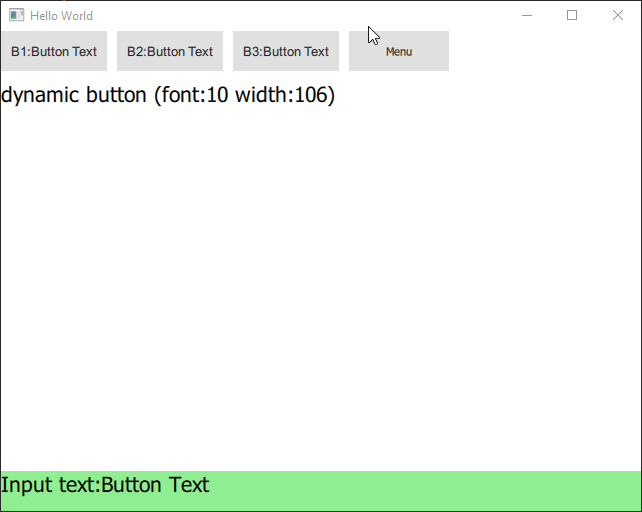 Hello World
B1:Button Text B2:Button Text B3:Button Text Menu
dynamic button (font:10 width:106)
Input text:Button Text